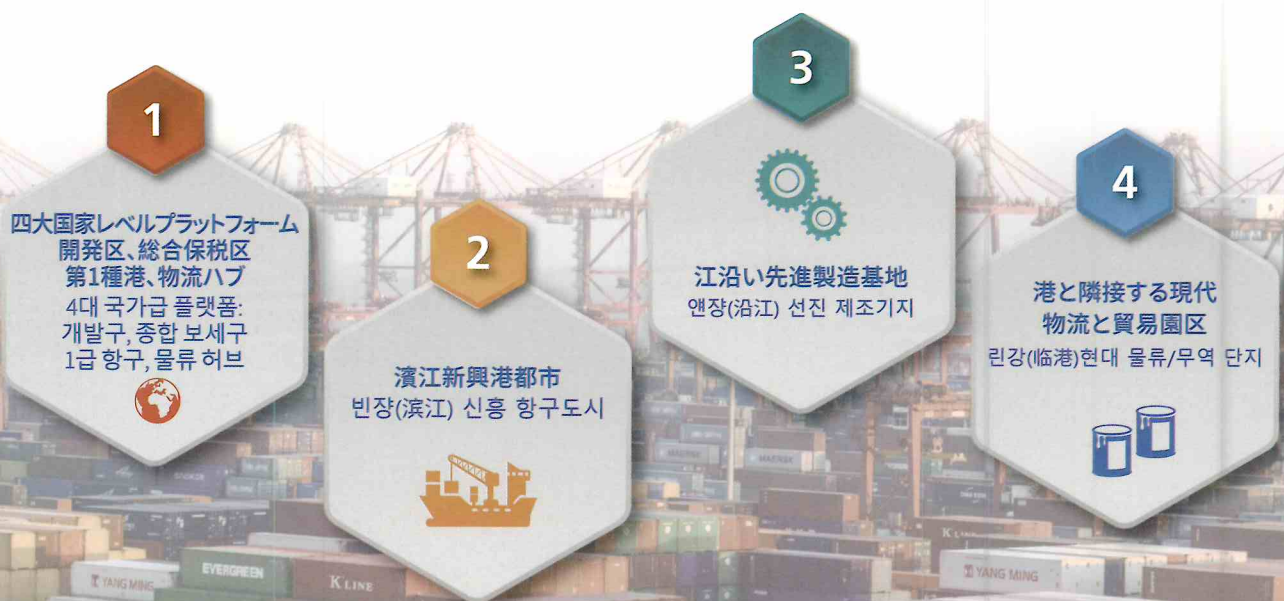 1
四大国家レベルプラットフォーム
開発区、総合保税区
第1種港、物流ハブ
4대 국가급 플랫폼:
개발구, 종합 보세구
1급 항구, 물류 허브
2
濱江新興港都市
빈쟝(滨江) 신흥 항구도시
3
江沿い先進製造基地
앤쟝(沿江) 선진 제조기지
4
港と隣接する現代
物流と貿易園区
린강(临港)현대 물류/무역 단지
MAERSK
MAERSK
YANG MING
EVERGREEN
K LINE
K LINE
YANG MING